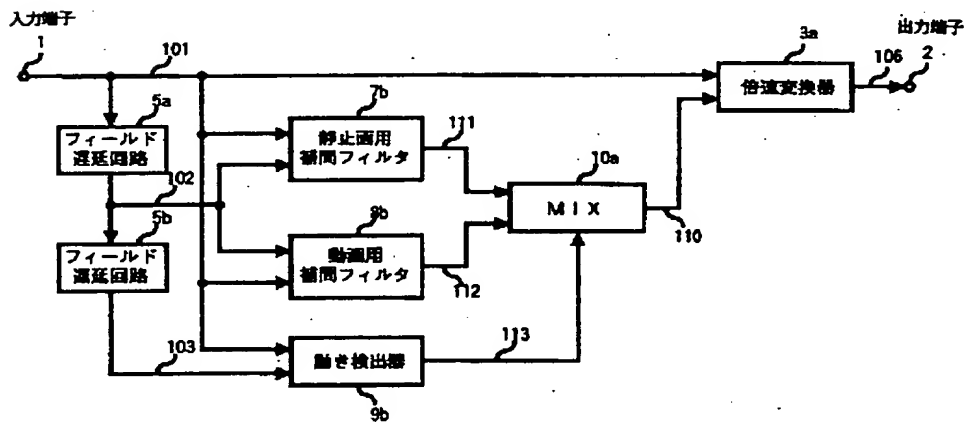 入力端子
1
101
出力端子
2
3a
倍速変換器
106
5a
フィールド
遅延回路
102
7b
静止画用
補間フィルタ
111
10a
MIX
110
5b
フィールド
遅延回路
8b
動画用
補間フィルタ
112
103
動き検出器
113
9b